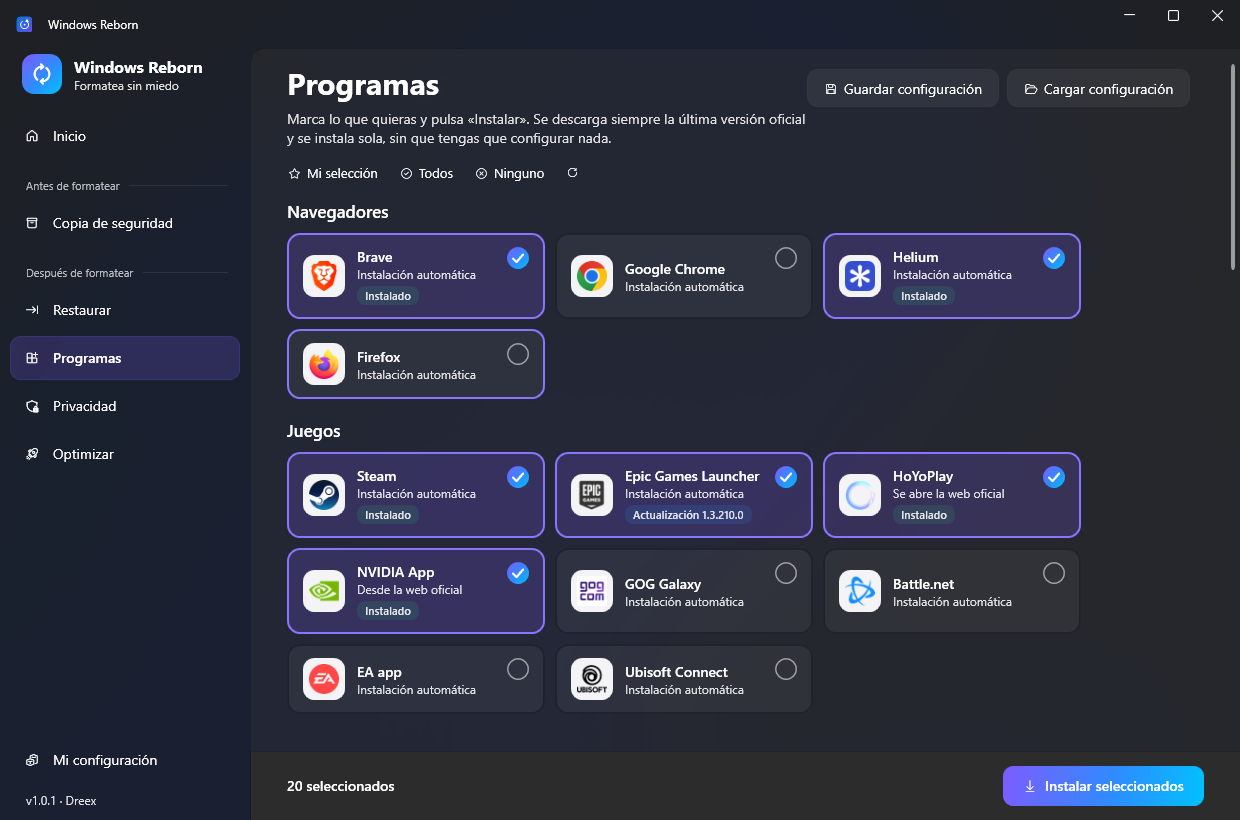 Windows Reborn
Windows Reborn
Formatea sin miedo
Inicio
Antes de formatear
Copia de seguridad
Después de formatear
Restaurar
Programas
Privacidad
Optimizar
Mi configuración
v1.0.1 · Dreex
Programas
Guardar configuración
Cargar configuración
Marca lo que quieras y pulsa «Instalar». Se descarga siempre la última versión oficial
y se instala sola, sin que tengas que configurar nada.
Mi selección
Todos
Ninguno
Navegadores
Brave
Instalación automática
Instalado
Google Chrome
Instalación automática
Helium
Instalación automática
Instalado
Firefox
Instalación automática
Juegos
Steam
Instalación automática
Instalado
EPIC
GAMES
Epic Games Launcher
Instalación automática
Actualización 1.3.210.0
HoYoPlay
Se abre la web oficial
Instalado
NVIDIA App
Desde la web oficial
Instalado
gog
com
GOG Galaxy
Instalación automática
Battle.net
Instalación automática
EA
EA app
Instalación automática
UBISOFT
Ubisoft Connect
Instalación automática
20 seleccionados
Instalar seleccionados